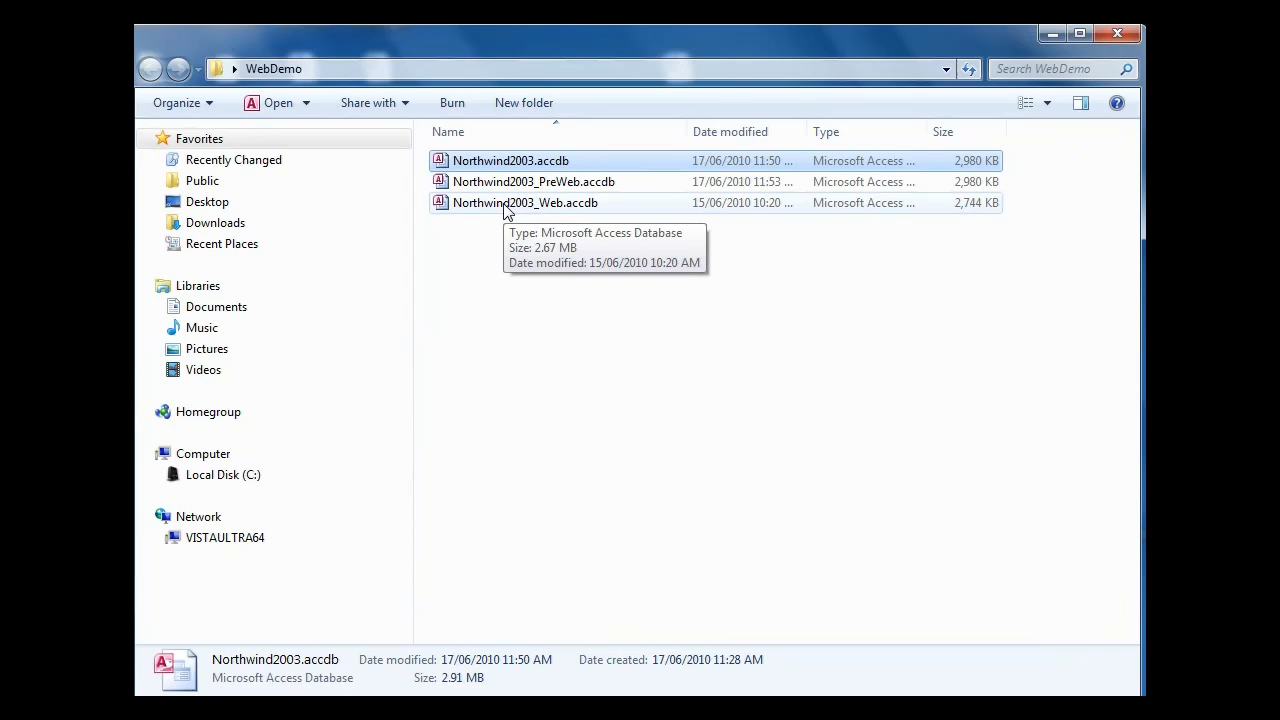 WebDemo
Search WebDemo
Organize Open Share with Burn New folder
Name Date modified Type Size
Favorites
Recently Changed
Public
Desktop
Downloads
Recent Places
Libraries
Documents
Music
Pictures
Videos
Homegroup
Computer
Local Disk (C:)
Network
VISTAULTRA64
Northwind2003.accdb 17/06/2010 11:50 ... Microsoft Access ... 2,980 KB
Northwind2003_PreWeb.accdb 17/06/2010 11:53 ... Microsoft Access ... 2,980 KB
Northwind2003_Web.accdb 15/06/2010 10:20 ... Microsoft Access ... 2,744 KB
Type: Microsoft Access Database
Size: 2.67 MB
Date modified: 15/06/2010 10:20 AM
Northwind2003.accdb Date modified: 17/06/2010 11:50 AM Date created: 17/06/2010 11:28 AM
Microsoft Access Database Size: 2.91 MB